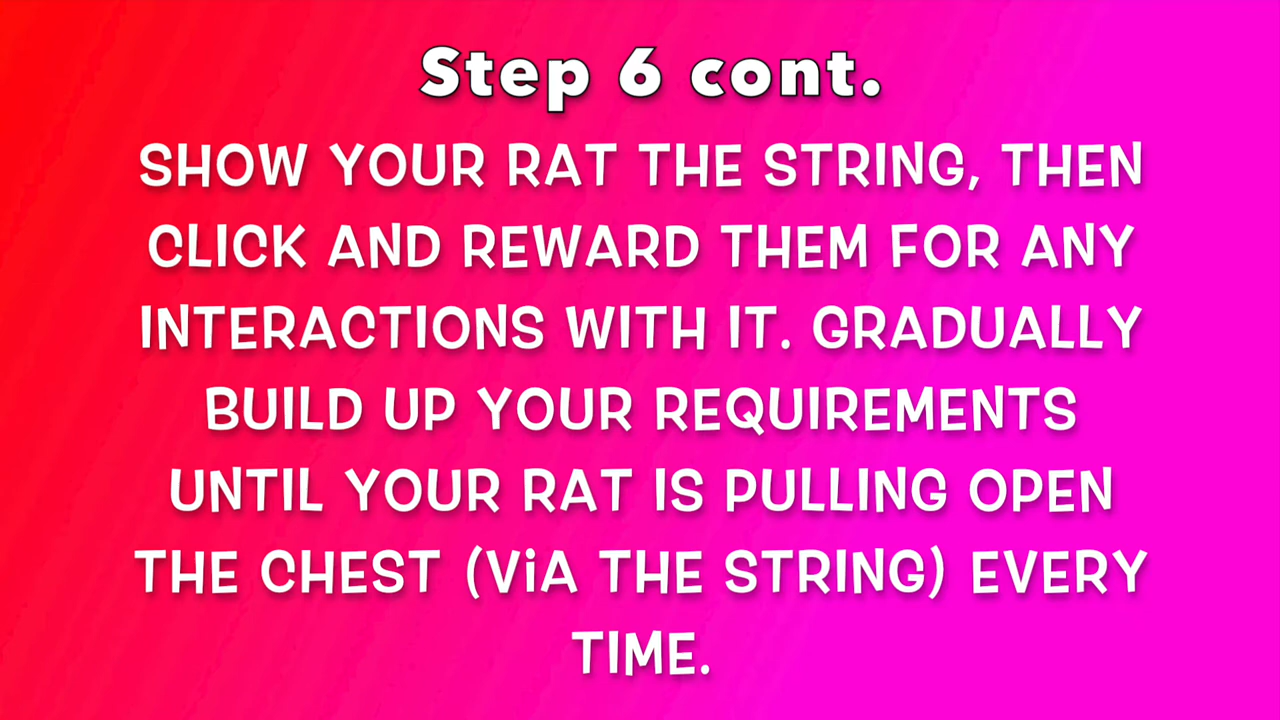 Step 6 cont.
SHOW YOUR RAT THE STRING, THEN
CLICK AND REWARD THEM FOR ANY
INTERACTIONS WITH IT. GRADUALLY
BUILD UP YOUR REQUIREMENTS
UNTIL YOUR RAT IS PULLING OPEN
THE CHEST (ViA THE STRING) EVERY
TIME.